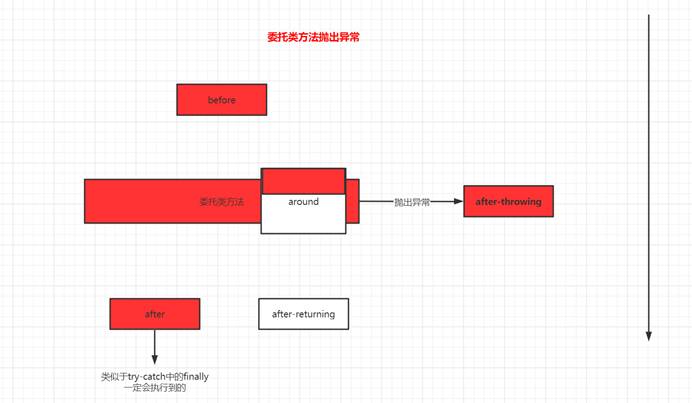 委托类方法抛出异常
before
委托类方法
around
抛出异常
after-throwing
after
after-returning
类似于try-catch中的finally
一定会执行到的